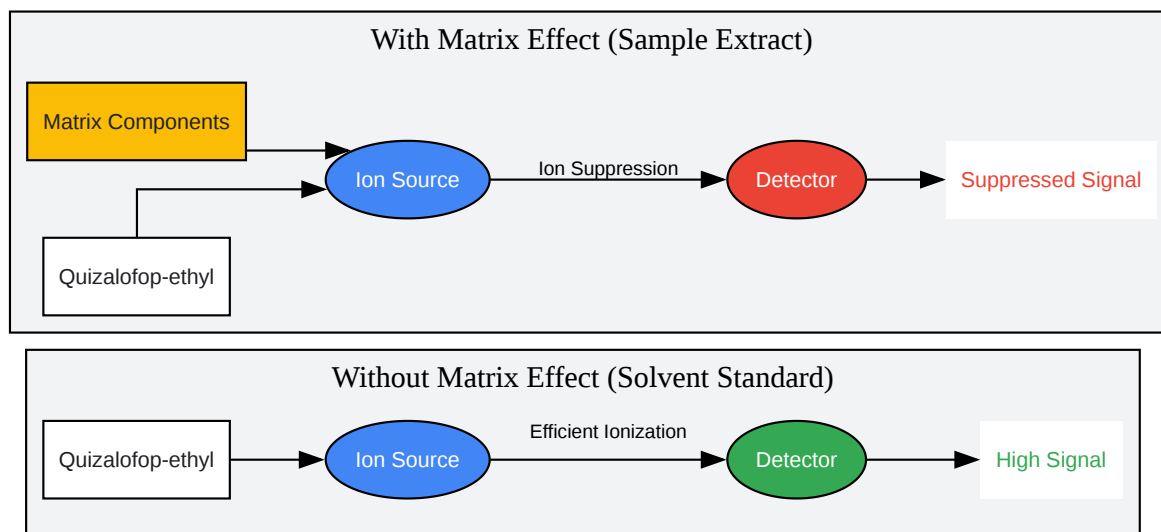 With Matrix Effect (Sample Extract)
Matrix Components
Ion Source
Ion Suppression
Detector
Suppressed Signal
Quizalofop-ethyl
Without Matrix Effect (Solvent Standard)
Quizalofop-ethyl
Ion Source
Efficient Ionization
Detector
High Signal